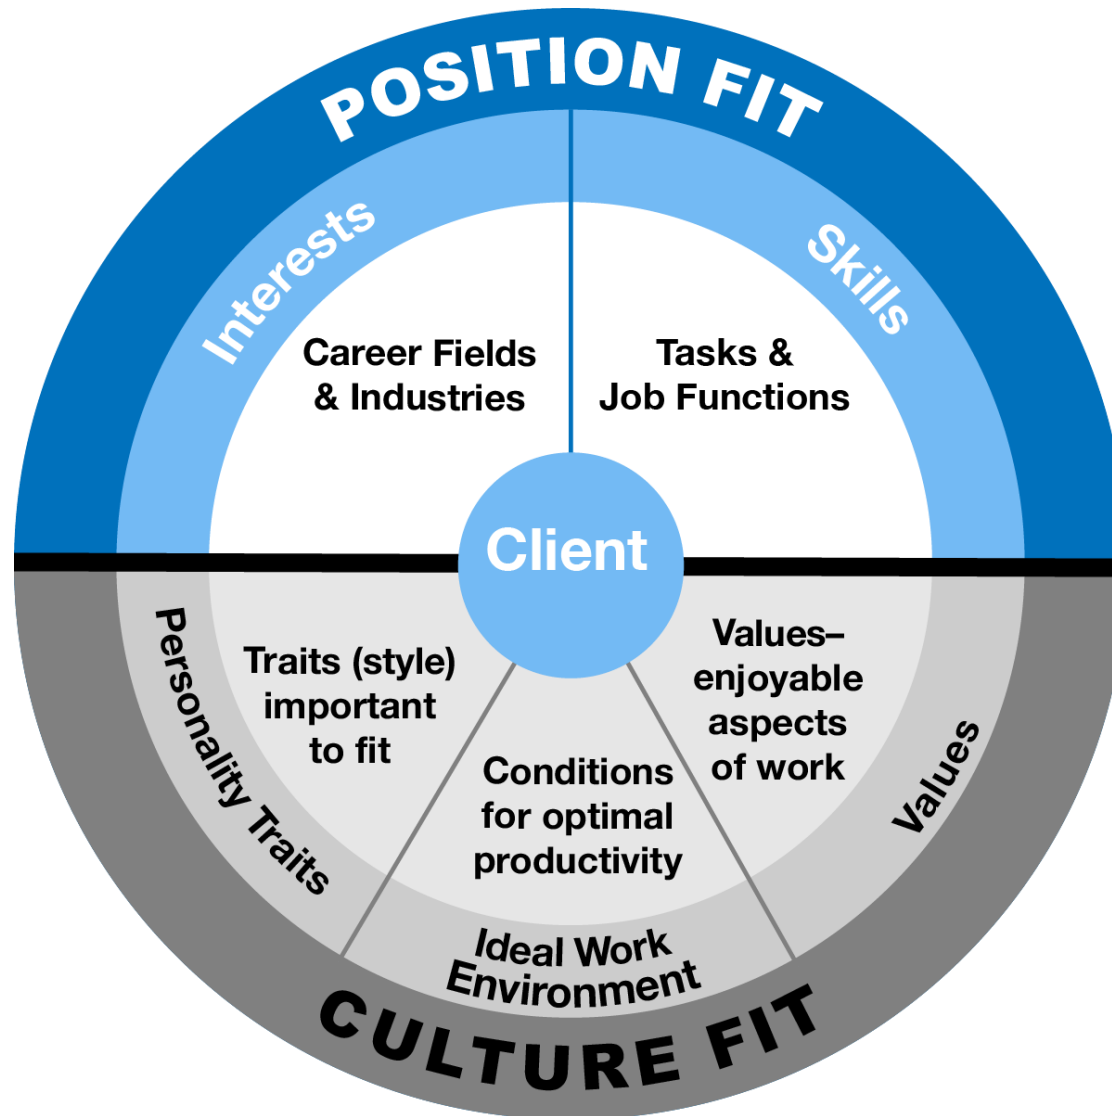 POSITION FIT
Interests
Skills
Career Fields
& Industries
Tasks &
Job Functions
Client
Personality Traits
Traits (style)
important
to fit
Conditions
for optimal
productivity
Values–
enjoyable
aspects
of work
Values
Ideal Work
Environment
CULTURE FIT